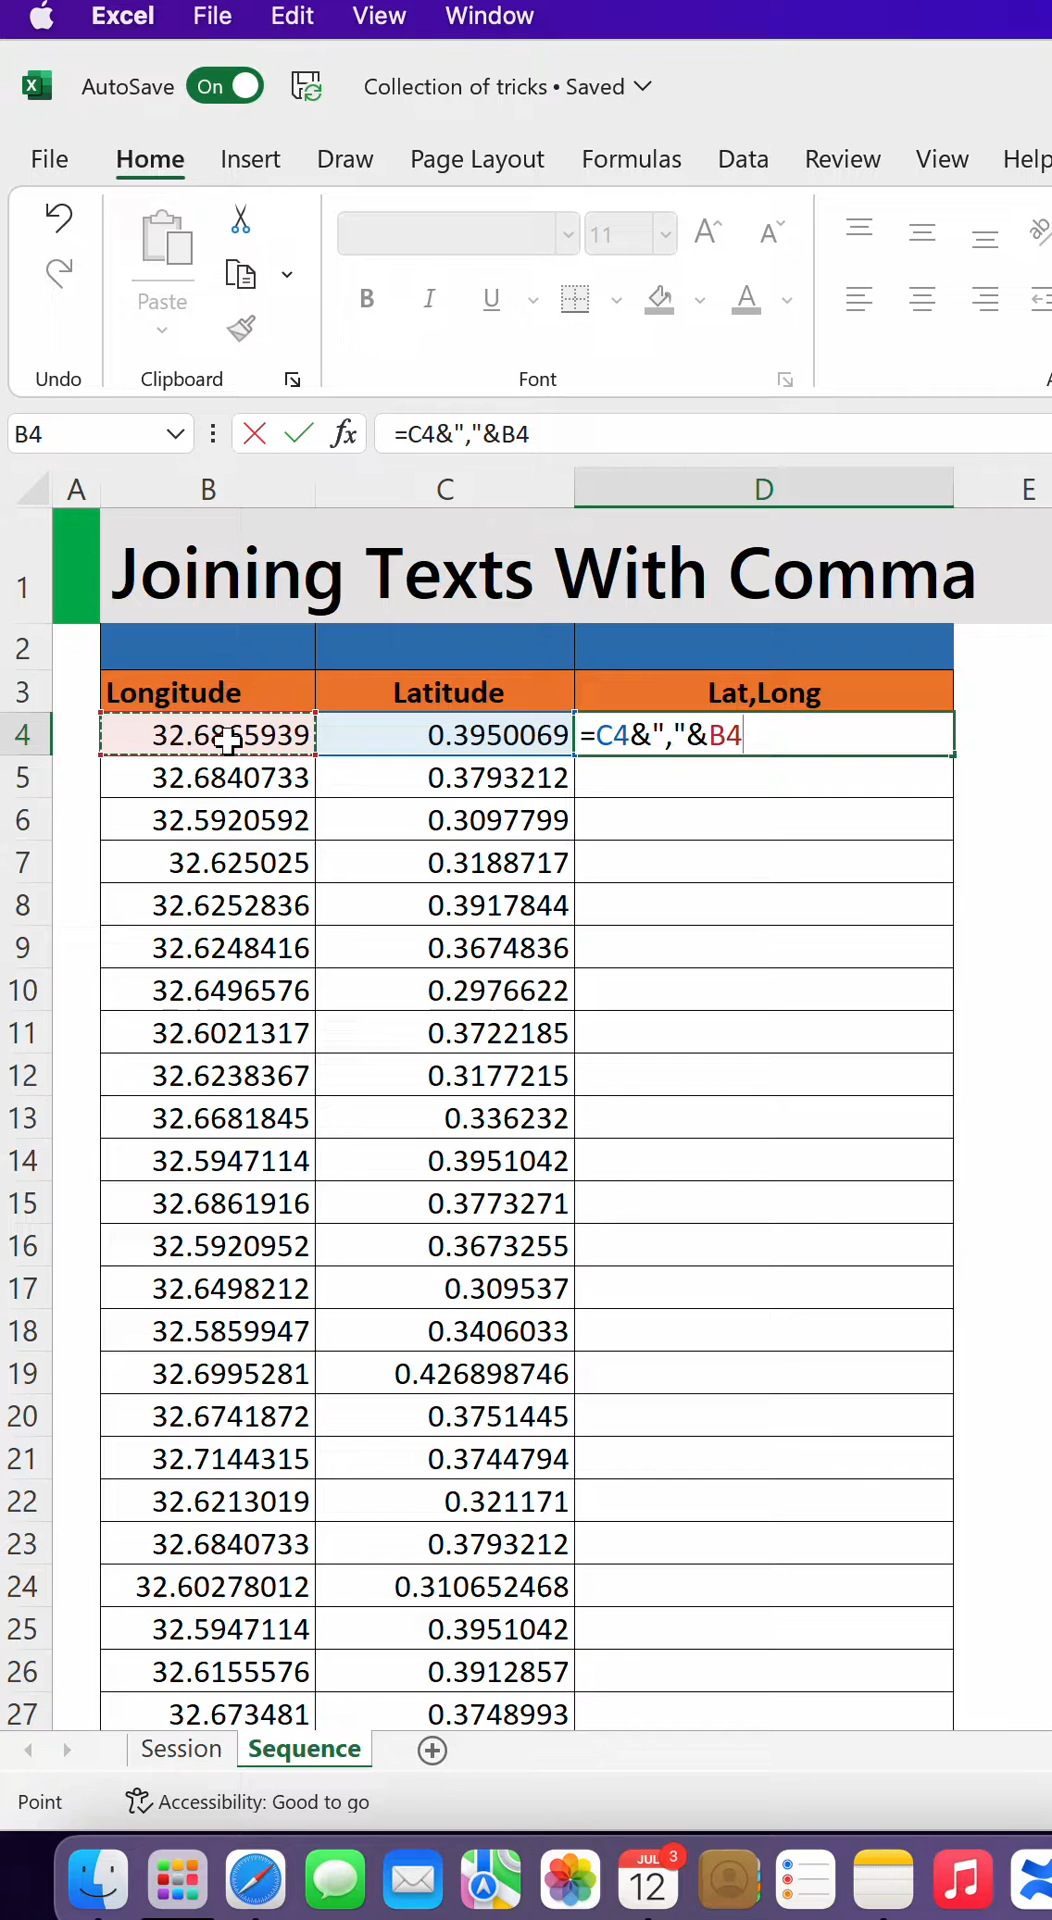 Excel File Edit View Window
AutoSave On Collection of tricks • Saved
File Home Insert Draw Page Layout Formulas Data Review View Help
11 A A
Paste B I U A
Undo Clipboard Font
B4 fx =C4&","&B4
A B C D E
1 Joining Texts With Comma
2
3 Longitude Latitude Lat,Long
4 0.3950069 =C4&","&B4
5 32.6840733 0.3793212
6 32.5920592 0.3097799
7 32.625025 0.3188717
8 32.6252836 0.3917844
9 32.6248416 0.3674836
10 32.6496576 0.2976622
11 32.6021317 0.3722185
12 32.6238367 0.3177215
13 32.6681845 0.336232
14 32.5947114 0.3951042
15 32.6861916 0.3773271
16 32.5920952 0.3673255
17 32.6498212 0.309537
18 32.5859947 0.3406033
19 32.6995281 0.426898746
20 32.6741872 0.3751445
21 32.7144315 0.3744794
22 32.6213019 0.321171
23 32.6840733 0.3793212
24 32.60278012 0.310652468
25 32.5947114 0.3951042
26 32.6155576 0.3912857
27 32.673481 0.3748993
Session Sequence
Point Accessibility: Good to go
JUL 3
12